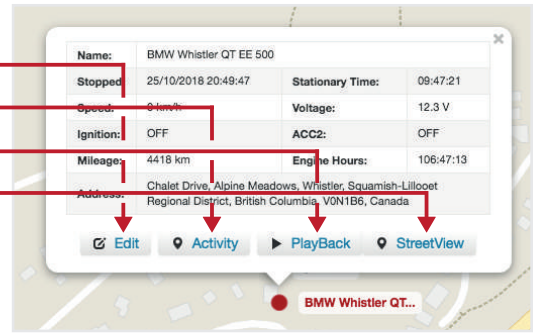 ×
Name: BMW Whistler QT EE 500
Stopped: 25/10/2018 20:49:47 Stationary Time: 09:47:21
Speed: 0 km/h Voltage: 12.3 V
Ignition: OFF ACC2: OFF
Mileage: 4418 km Engine Hours: 106:47:13
Address: Chalet Drive, Alpine Meadows, Whistler, Squamish-Lillooet
Regional District, British Columbia, V0N1B6, Canada
Edit Activity PlayBack StreetView
BMW Whistler QT...